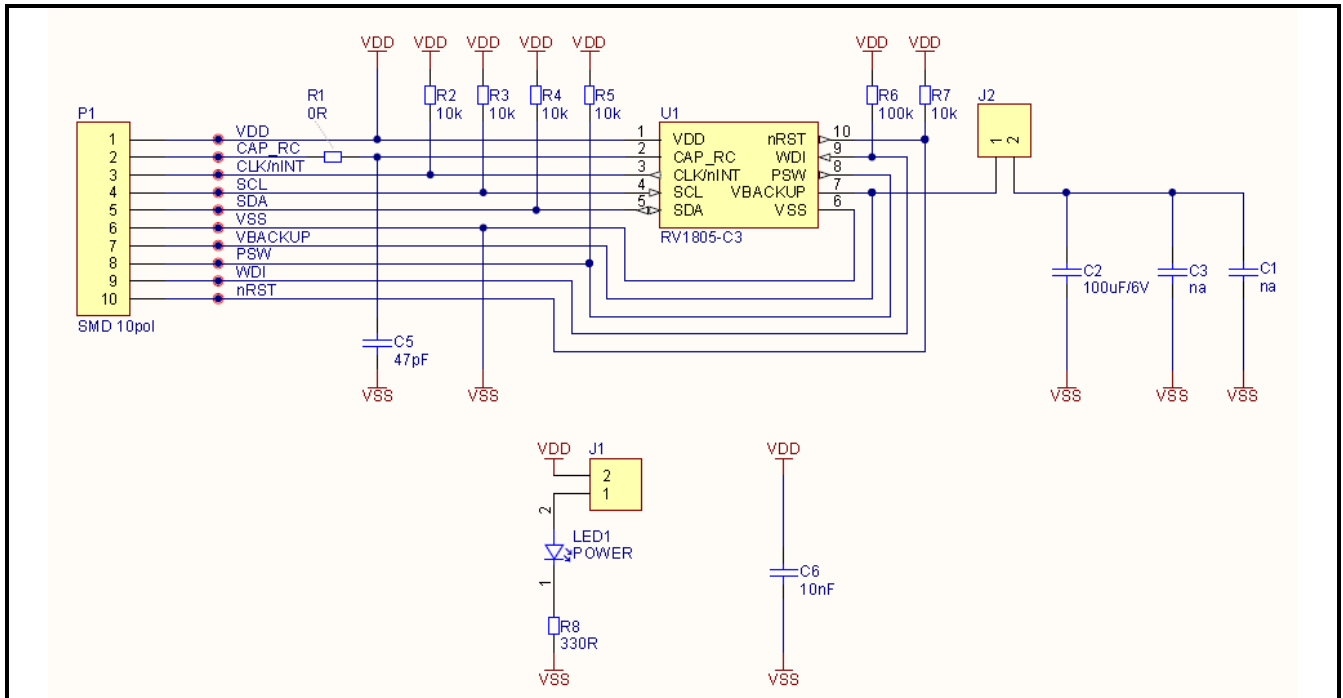 VDD VDD VDD VDD VDD VDD VDD
P1
R1
0R
R2
10k
R3
10k
R4
10k
R5
10k
U1
R6
100k
R7
10k
J2
1 VDD
2 CAP_RC
3 CLK/nINT
4 SCL
5 SDA
6 VSS
7 VBACKUP
8 PSW
9 WDI
10 nRST
SMD 10pol
1 VDD nRST 10
2 CAP_RC WDI 9
3 CLK/nINT PSW 8
4 SCL VBACKUP 7
5 SDA VSS 6
RV1805-C3
1 2
C2
100uF/6V
C3
na
C1
na
C5
47pF
VSS VSS VSS VSS VSS
VDD J1 VDD
2
1
2
LED1
POWER
1
C6
10nF
R8
330R
VSS VSS